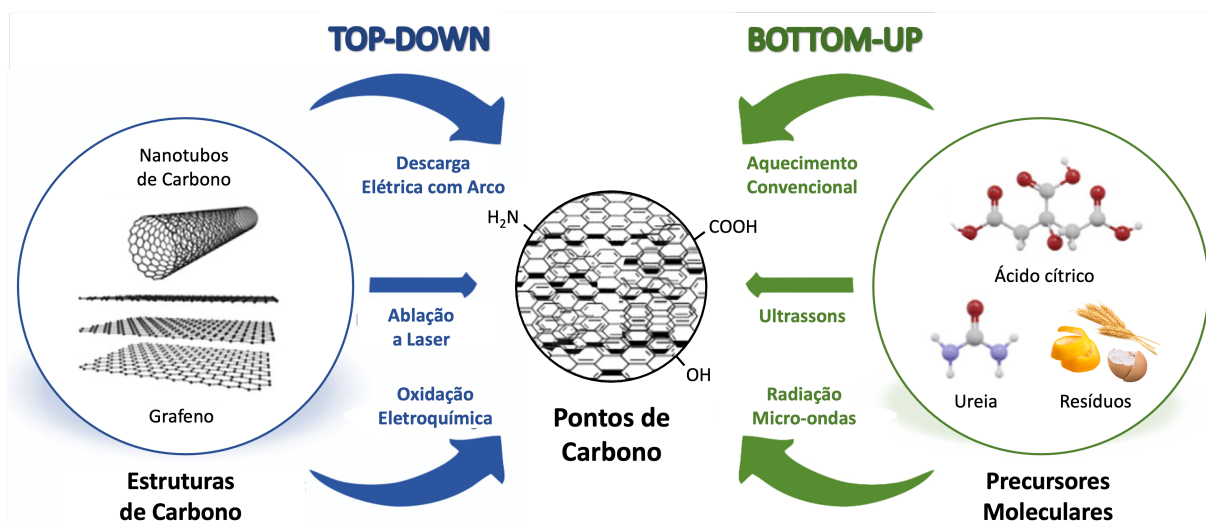 TOP-DOWN
BOTTOM-UP
Nanotubos
de Carbono
Grafeno
Estruturas
de Carbono
Descarga
Elétrica com Arco
Ablação
a Laser
Oxidação
Eletroquímica
H₂N
COOH
OH
Pontos de
Carbono
Aquecimento
Convencional
Ultrassons
Radiação
Micro-ondas
Ácido cítrico
Ureia
Resíduos
Precursores
Moleculares